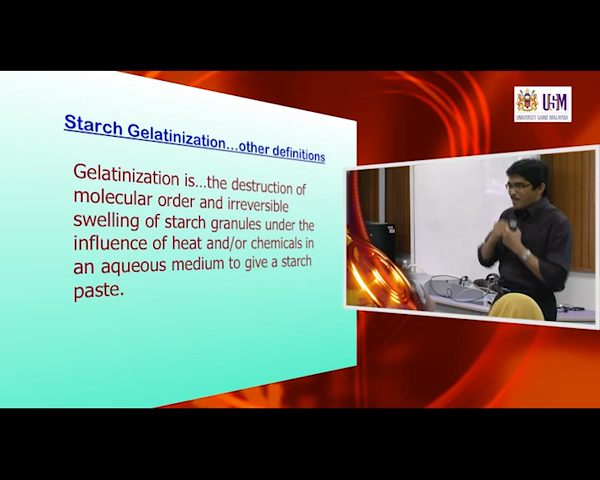 Starch Gelatinization...other definitions
Gelatinization is...the destruction of
molecular order and irreversible
swelling of starch granules under the
influence of heat and/or chemicals in
an aqueous medium to give a starch
paste.
USM
UNIVERSITI SAINS MALAYSIA